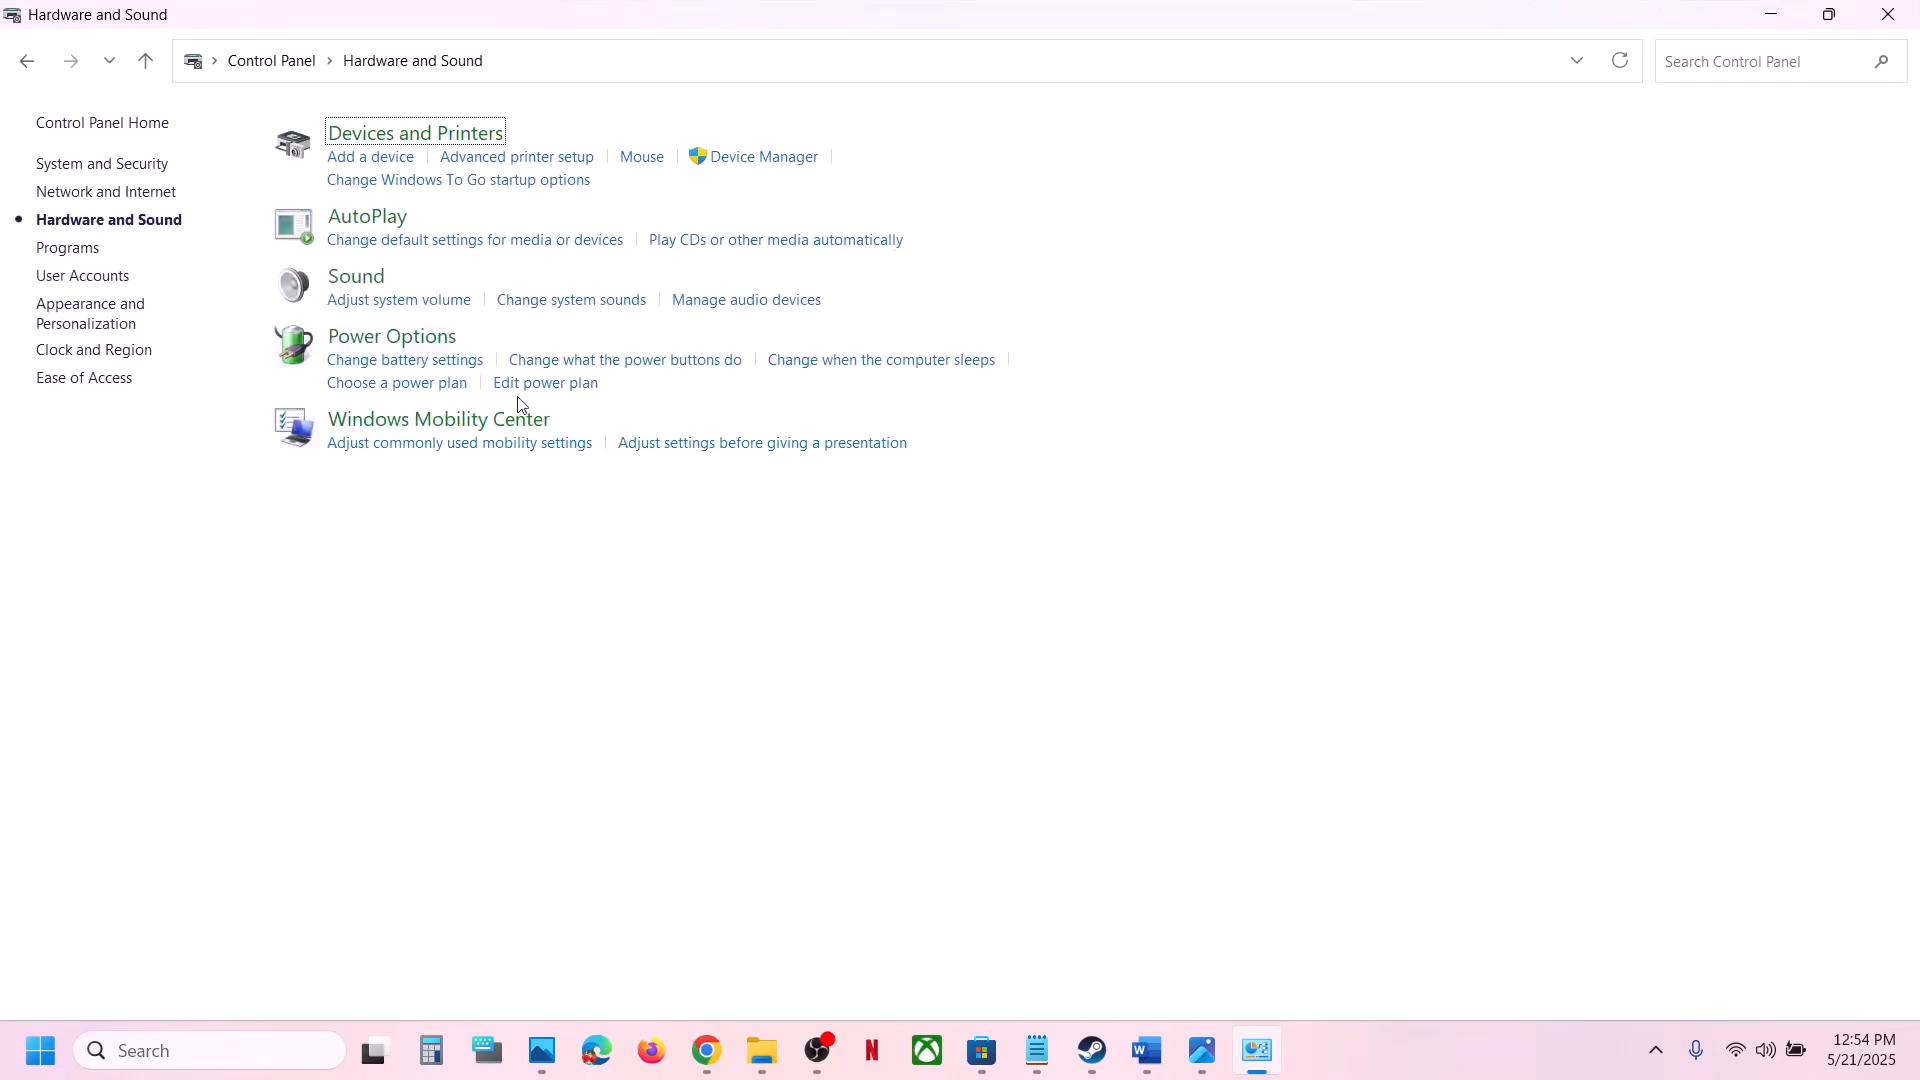 Hardware and Sound
Control Panel > Hardware and Sound
Search Control Panel
Control Panel Home
System and Security
Network and Internet
Hardware and Sound
Programs
User Accounts
Appearance and
Personalization
Clock and Region
Ease of Access
Devices and Printers
Add a device | Advanced printer setup | Mouse | Device Manager |
Change Windows To Go startup options
AutoPlay
Change default settings for media or devices | Play CDs or other media automatically
Sound
Adjust system volume | Change system sounds | Manage audio devices
Power Options
Change battery settings | Change what the power buttons do | Change when the computer sleeps |
Choose a power plan | Edit power plan
Windows Mobility Center
Adjust commonly used mobility settings | Adjust settings before giving a presentation
Search
N
W
12:54 PM
5/21/2025